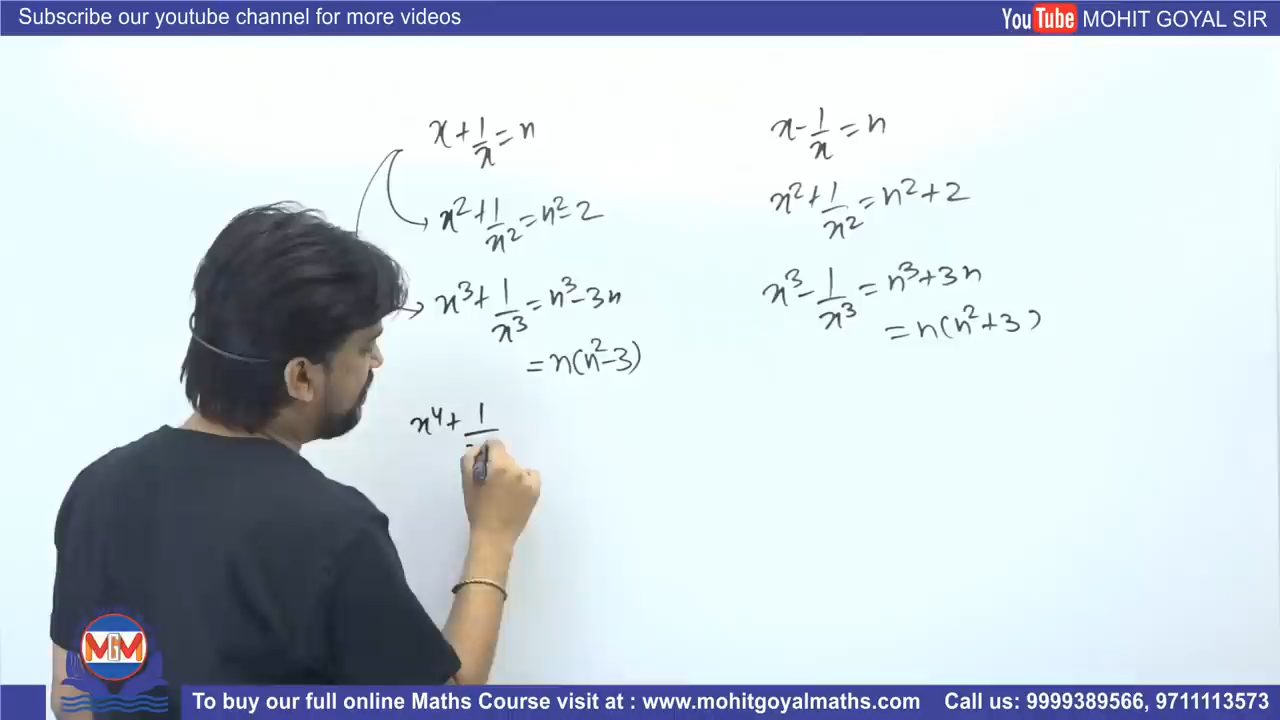 Subscribe our youtube channel for more videos
YouTube MOHIT GOYAL SIR
x + 1/x = n
x² + 1/x² = n² - 2
x³ + 1/x³ = n³ - 3n
= n(n² - 3)
x⁴ + 1/
x - 1/x = n
x² + 1/x² = n² + 2
x³ - 1/x³ = n³ + 3n
= n(n² + 3)
MGM
To buy our full online Maths Course visit at : www.mohitgoyalmaths.com Call us: 9999389566, 9711113573